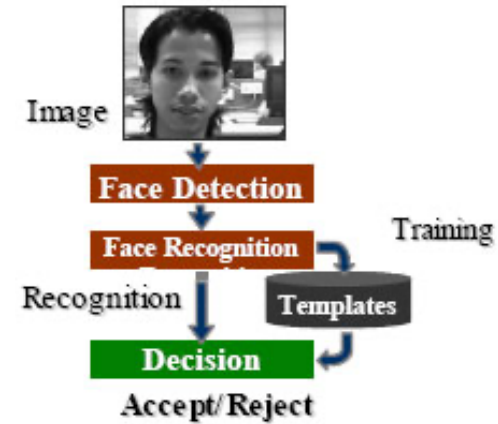 Image
Face Detection
Face Recognition
Training
Recognition
Templates
Decision
Accept/Reject